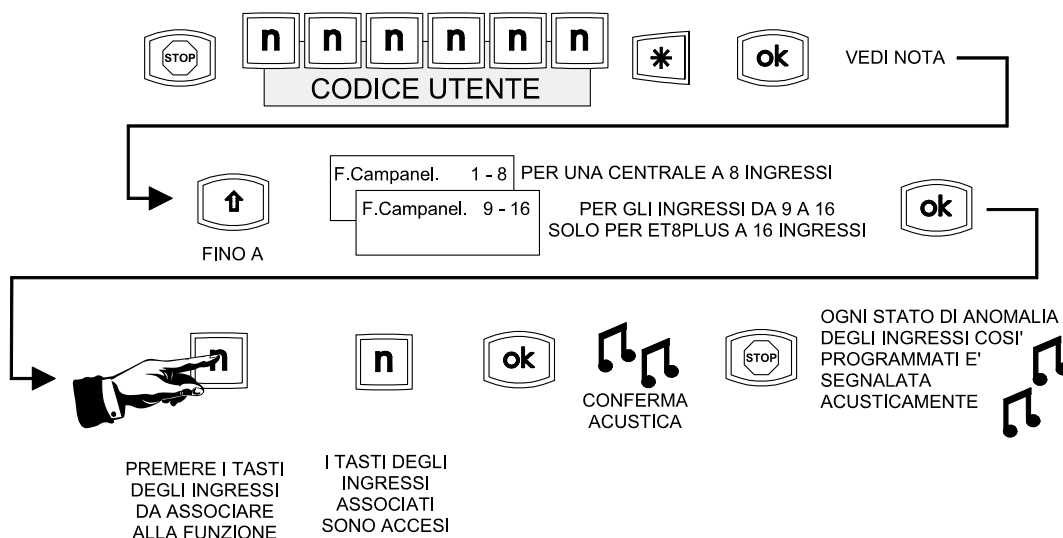 STOP
n n n n n n
CODICE UTENTE
*
ok
VEDI NOTA
FINO A
F.Campanel. 1 - 8
PER UNA CENTRALE A 8 INGRESSI
F.Campanel. 9 - 16
PER GLI INGRESSI DA 9 A 16
SOLO PER ET8PLUS A 16 INGRESSI
ok
n
PREMERE I TASTI
DEGLI INGRESSI
DA ASSOCIARE
ALLA FUNZIONE
n
I TASTI DEGLI
INGRESSI
ASSOCIATI
SONO ACCESI
ok
CONFERMA
ACUSTICA
STOP
OGNI STATO DI ANOMALIA
DEGLI INGRESSI COSI'
PROGRAMMATI E'
SEGNALATA
ACUSTICAMENTE